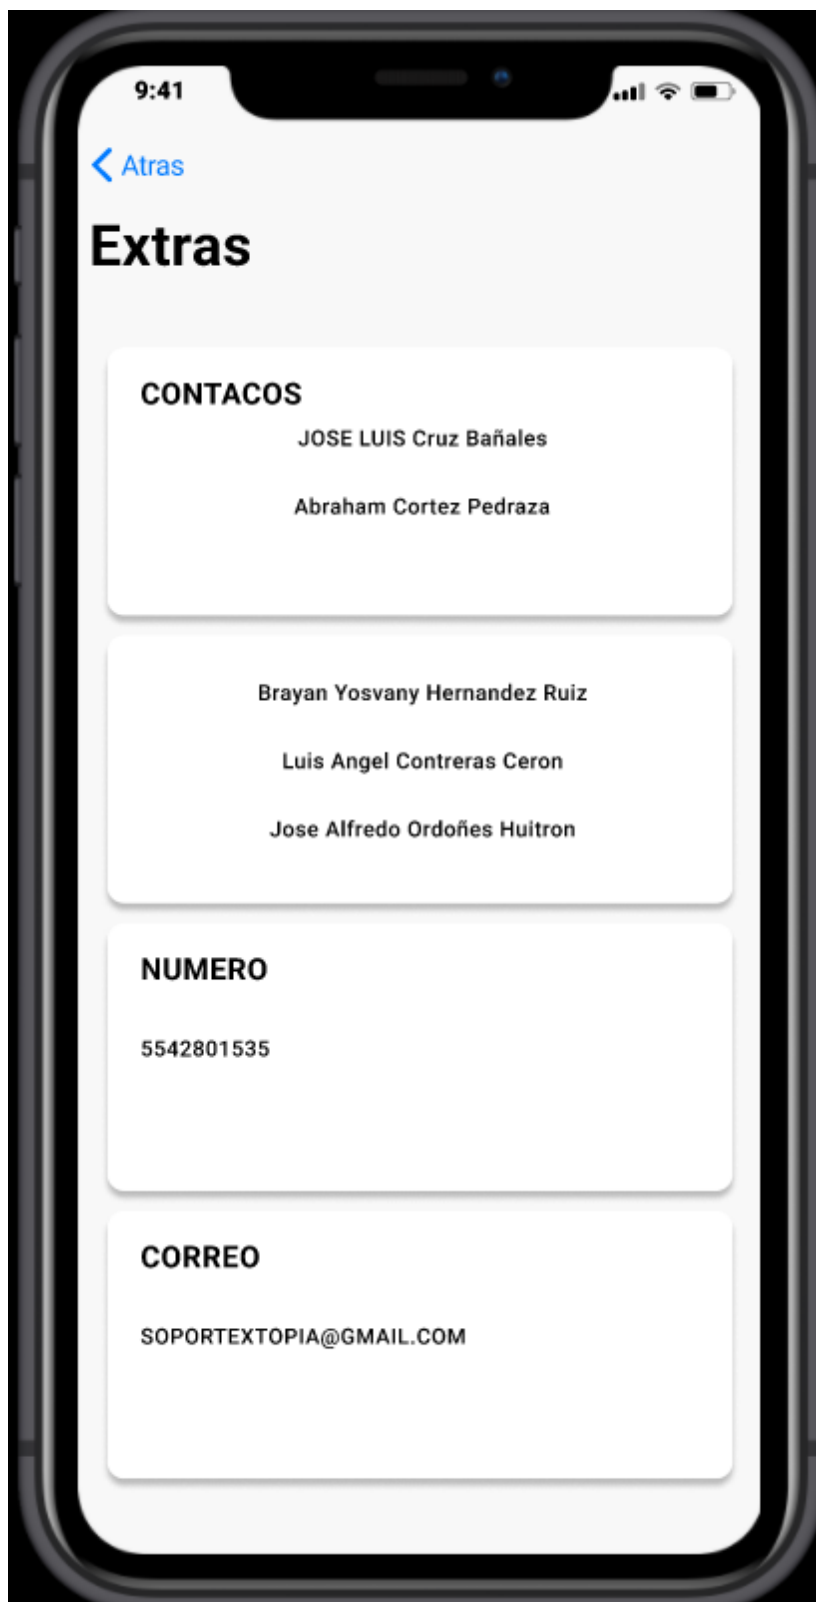 9:41
Atras
Extras
CONTACOS
JOSE LUIS Cruz Bañales
Abraham Cortez Pedraza
Brayan Yosvany Hernandez Ruiz
Luis Angel Contreras Ceron
Jose Alfredo Ordoñes Huitron
NUMERO
5542801535
CORREO
SOPORTEXTOPIA@GMAIL.COM